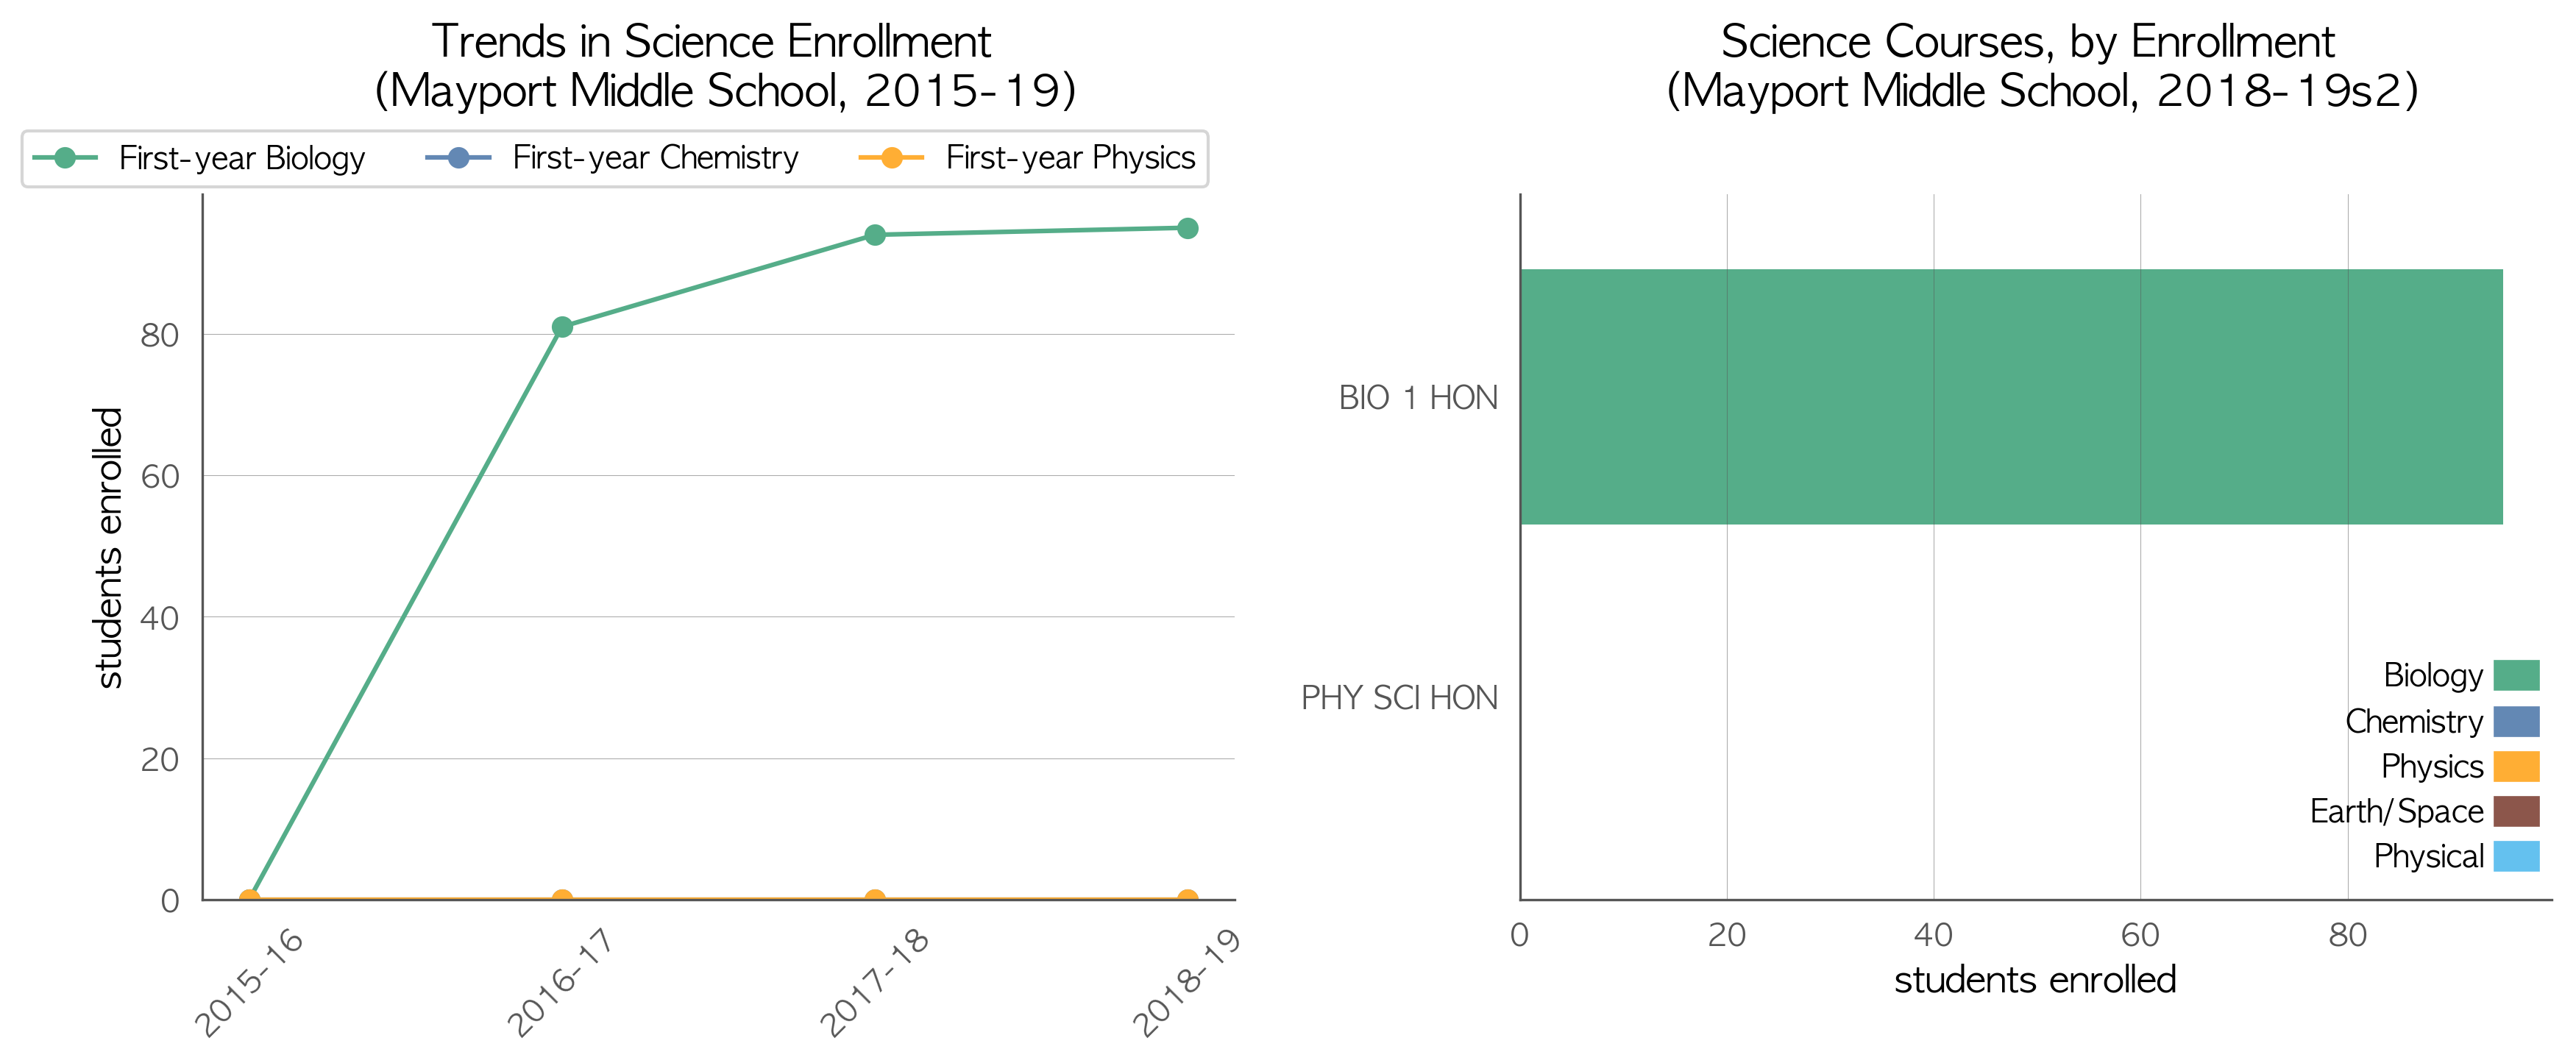 Trends in Science Enrollment
(Mayport Middle School, 2015-19)
First-year Biology
First-year Chemistry
First-year Physics
students enrolled
80
60
40
20
0
2015-16
2016-17
2017-18
2018-19
Science Courses, by Enrollment
(Mayport Middle School, 2018-19s2)
BIO 1 HON
PHY SCI HON
Biology
Chemistry
Physics
Earth/Space
Physical
0
20
40
60
80
students enrolled